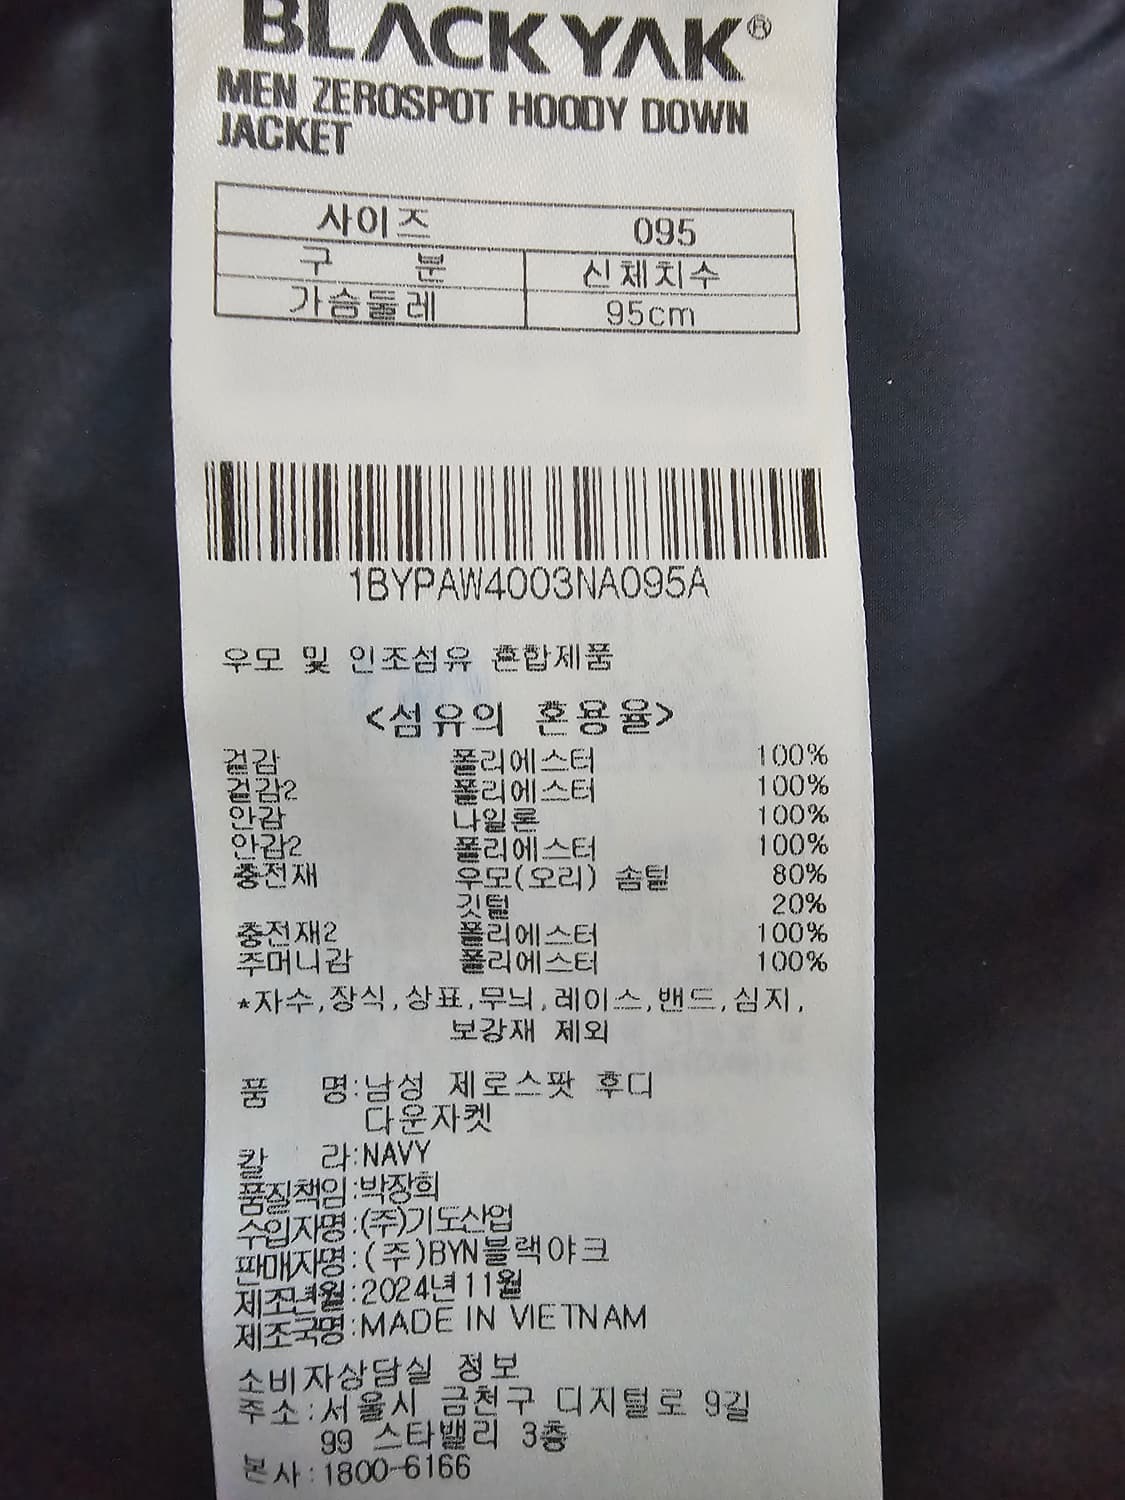 BLACKYAK®
MEN ZEROSPOT HOODY DOWN
JACKET
사이즈 095
구 분 신체치수
가슴둘레 95cm
1BYPAW4003NA095A
우모 및 인조섬유 혼합제품
<섬유의 혼용율>
겉감 폴리에스터 100%
겉감2 폴리에스터 100%
안감 나일론 100%
안감2 폴리에스터 100%
충전재 우모(오리) 솜털 80%
깃털 20%
충전재2 폴리에스터 100%
주머니감 폴리에스터 100%
*자수,장식,상표,무늬,레이스,밴드,심지,
보강재 제외
품 명:남성 제로스팟 후디
다운자켓
칼 라:NAVY
품질책임:박장희
수입자명:(주)기도산업
판매자명:(주)BYN블랙야크
제조년월:2024년11월
제조국명:MADE IN VIETNAM
소비자상담실 정보
주소:서울시 금천구 디지털로 9길
99 스타밸리 3층
본사:1800-6166